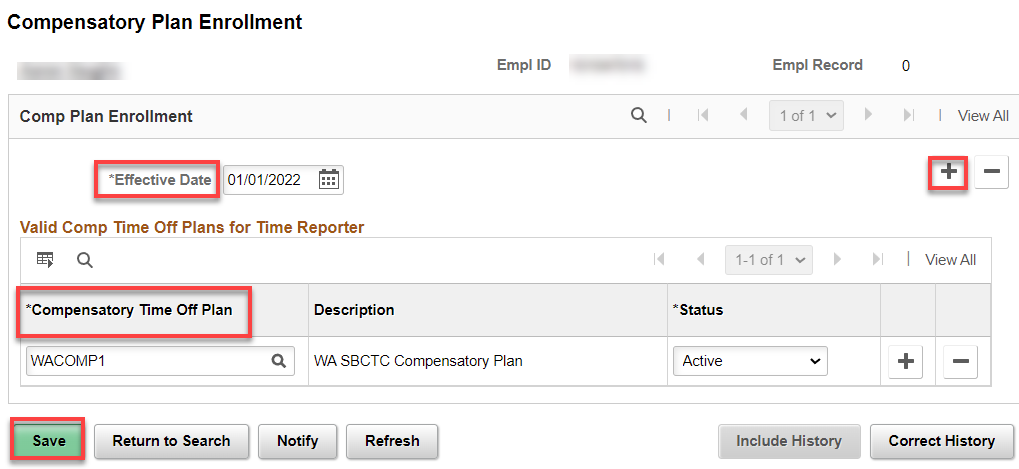 Compensatory Plan Enrollment
Empl ID Empl Record 0
Comp Plan Enrollment 1 of 1 View All
*Effective Date 01/01/2022
Valid Comp Time Off Plans for Time Reporter
1-1 of 1 View All
*Compensatory Time Off Plan Description *Status
WACOMP1 WA SBCTC Compensatory Plan Active
Save Return to Search Notify Refresh Include History Correct History